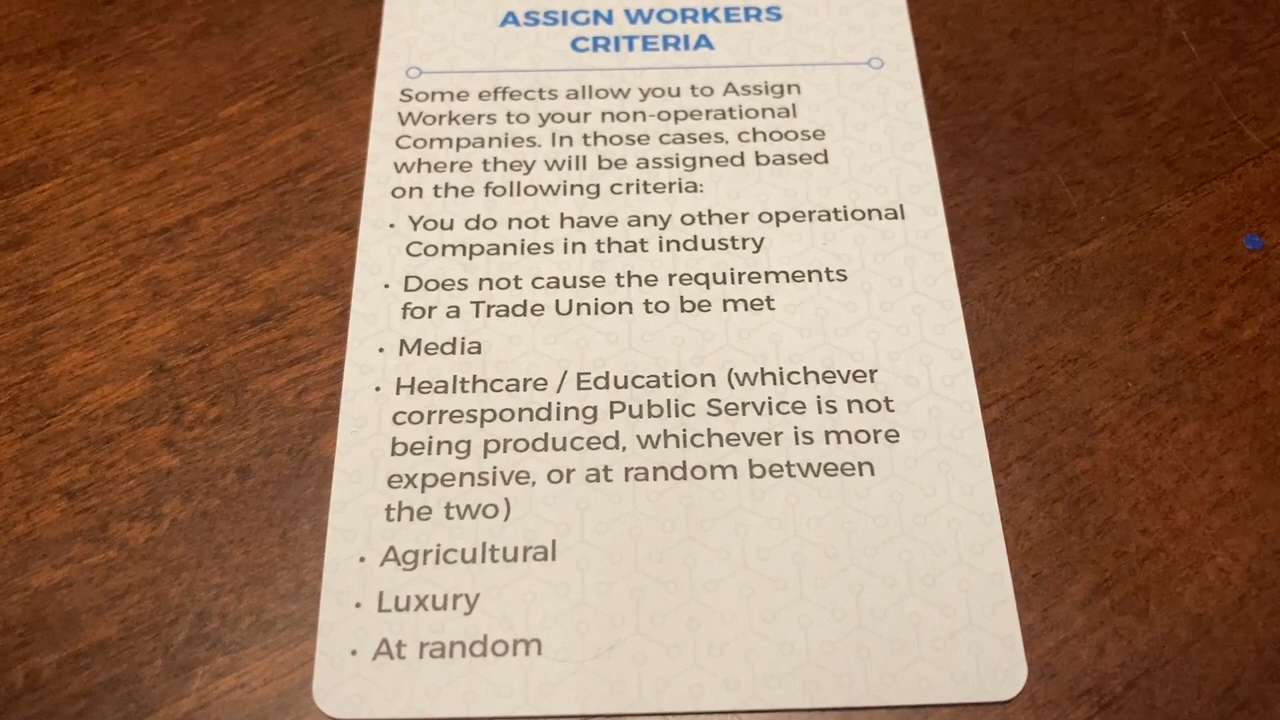 ASSIGN WORKERS
CRITERIA
Some effects allow you to Assign
Workers to your non-operational
Companies. In those cases, choose
where they will be assigned based
on the following criteria:
· You do not have any other operational
Companies in that industry
· Does not cause the requirements
for a Trade Union to be met
· Media
· Healthcare / Education (whichever
corresponding Public Service is not
being produced, whichever is more
expensive, or at random between
the two)
· Agricultural
· Luxury
· At random